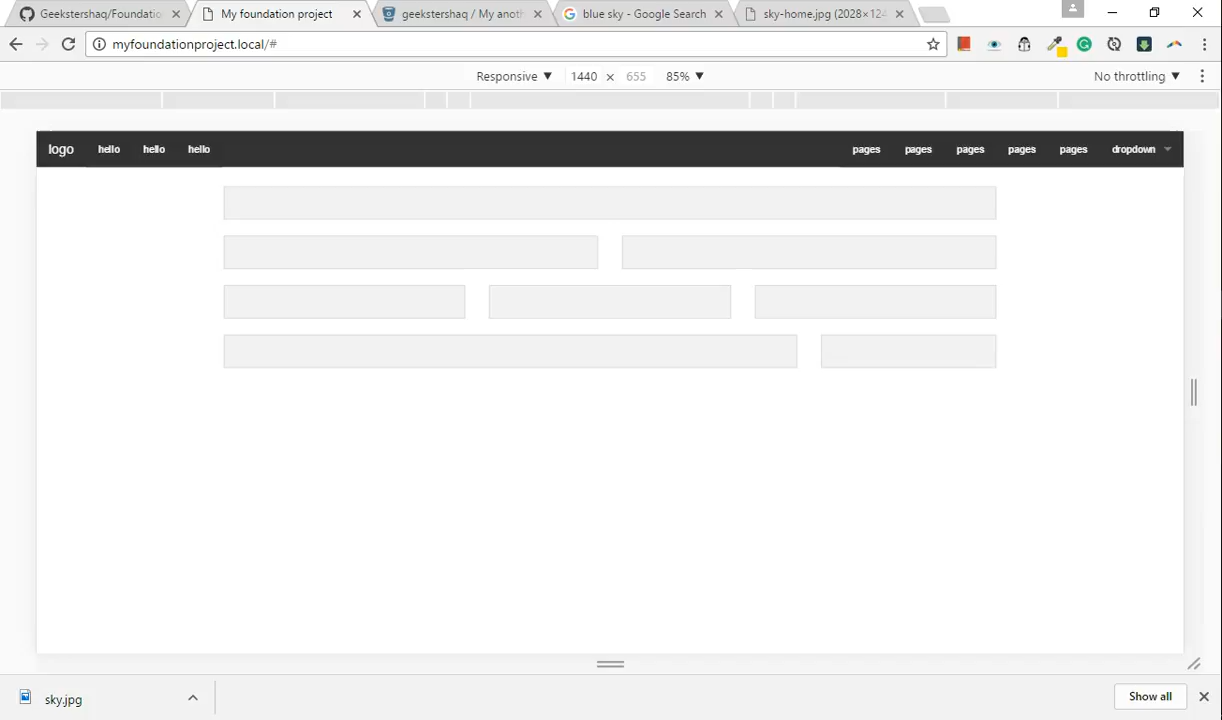 Geekstershaq/Foundatio
My foundation project
geekstershaq / My anoth
blue sky - Google Search
sky-home.jpg (2028×124
myfoundationproject.local/#
Responsive ▼ 1440 × 655 85% ▼ No throttling ▼
logo hello hello hello pages pages pages pages pages dropdown
sky.jpg
Show all